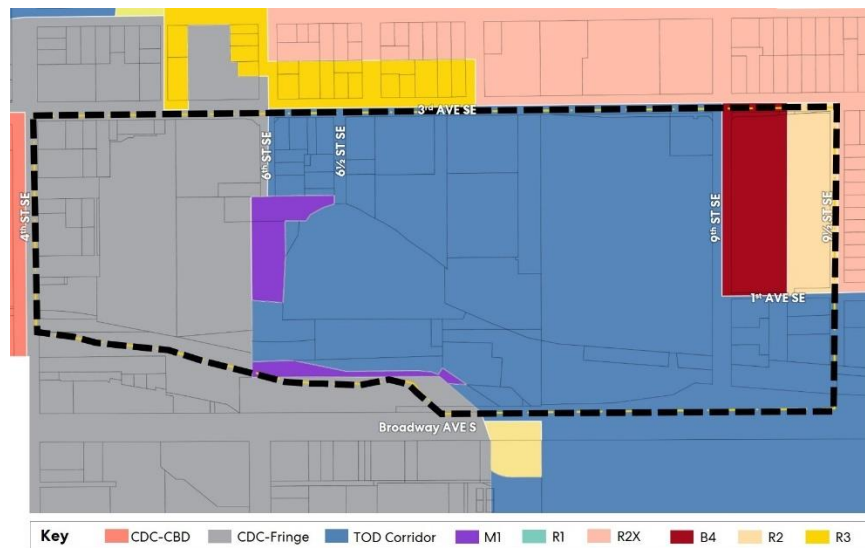 3rd AVE SE
4th ST SE
6th ST SE
6½ ST SE
9th ST SE
9½ ST SE
1st AVE SE
Broadway AVE S
Key CDC-CBD CDC-Fringe TOD Corridor M1 R1 R2X B4 R2 R3